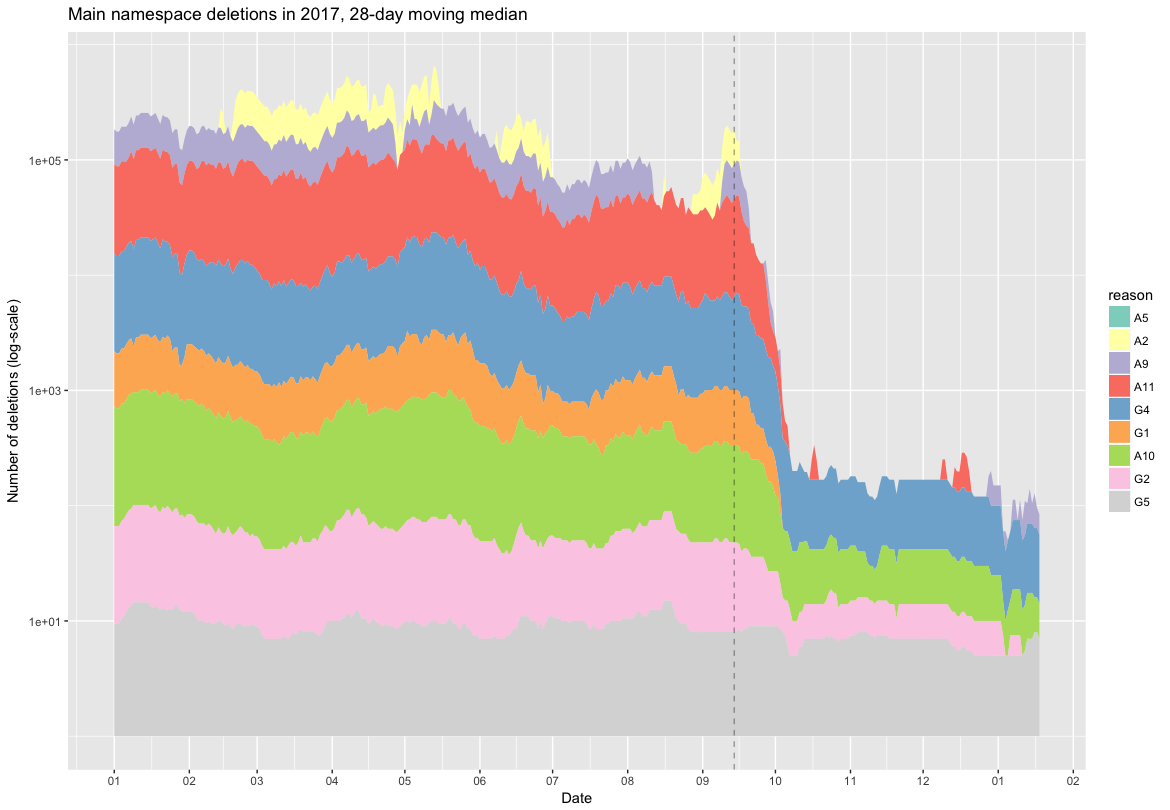 Main namespace deletions in 2017, 28-day moving median
Number of deletions (log-scale)
1e+05
1e+03
1e+01
01 02 03 04 05 06 07 08 09 10 11 12 01 02
Date
reason
A5
A2
A9
A11
G4
G1
A10
G2
G5